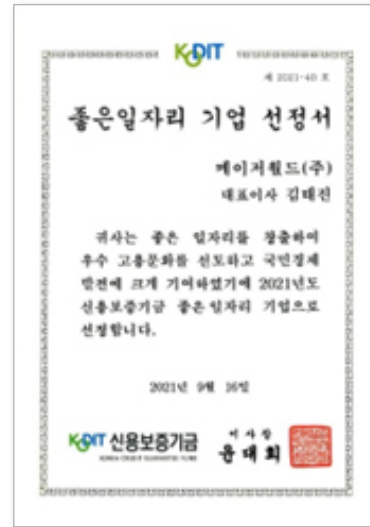 KODIT
제 2021-40 호
좋은일자리 기업 선정서
메이저월드(주)
대표이사 김태진
귀사는 좋은 일자리를 창출하여
우수 고용문화를 선도하고 국민경제
발전에 크게 기여하였기에 2021년도
신용보증기금 좋은 일자리 기업으로
선정합니다.
2021년 9월 16일
KODIT 신용보증기금
KOREA CREDIT GUARANTEE FUND
이사장
윤대희